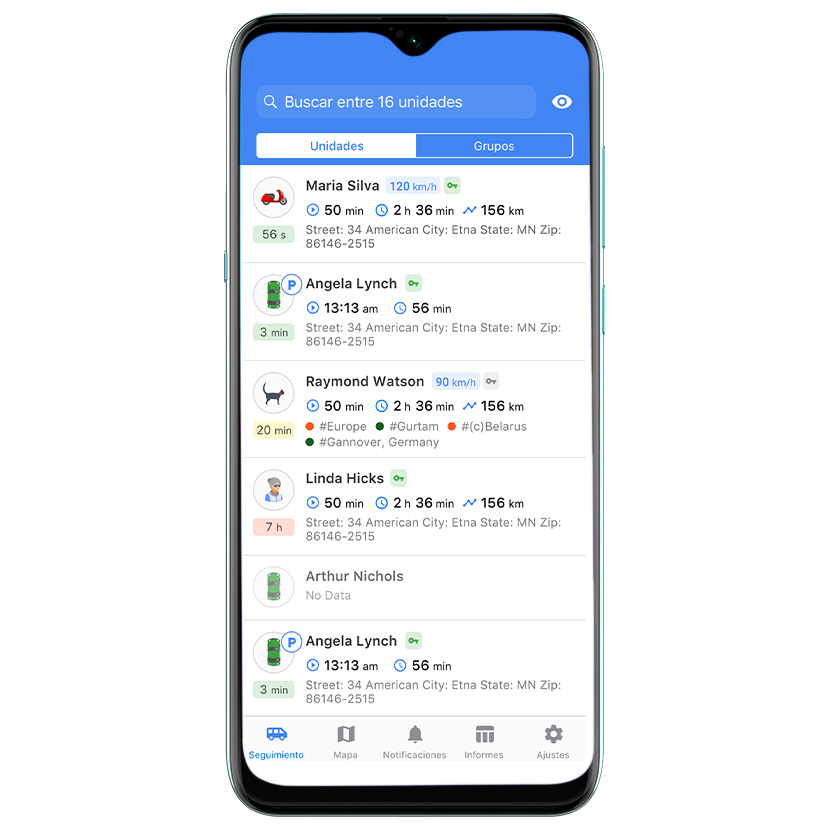 Buscar entre 16 unidades
Unidades Grupos
Maria Silva 120 km/h
50 min 2 h 36 min 156 km
56 s
Street: 34 American City: Etna State: MN Zip:
86146-2515
P
Angela Lynch
13:13 am 56 min
3 min
Street: 34 American City: Etna State: MN Zip:
86146-2515
Raymond Watson 90 km/h
50 min 2 h 36 min 156 km
20 min
#Europe #Gurtam #(c)Belarus
#Gannover, Germany
Linda Hicks
50 min 2 h 36 min 156 km
7 h
Street: 34 American City: Etna State: MN Zip:
86146-2515
Arthur Nichols
No Data
P
Angela Lynch
13:13 am 56 min
3 min
Street: 34 American City: Etna State: MN Zip:
86146-2515
Seguimiento Mapa Notificaciones Informes Ajustes